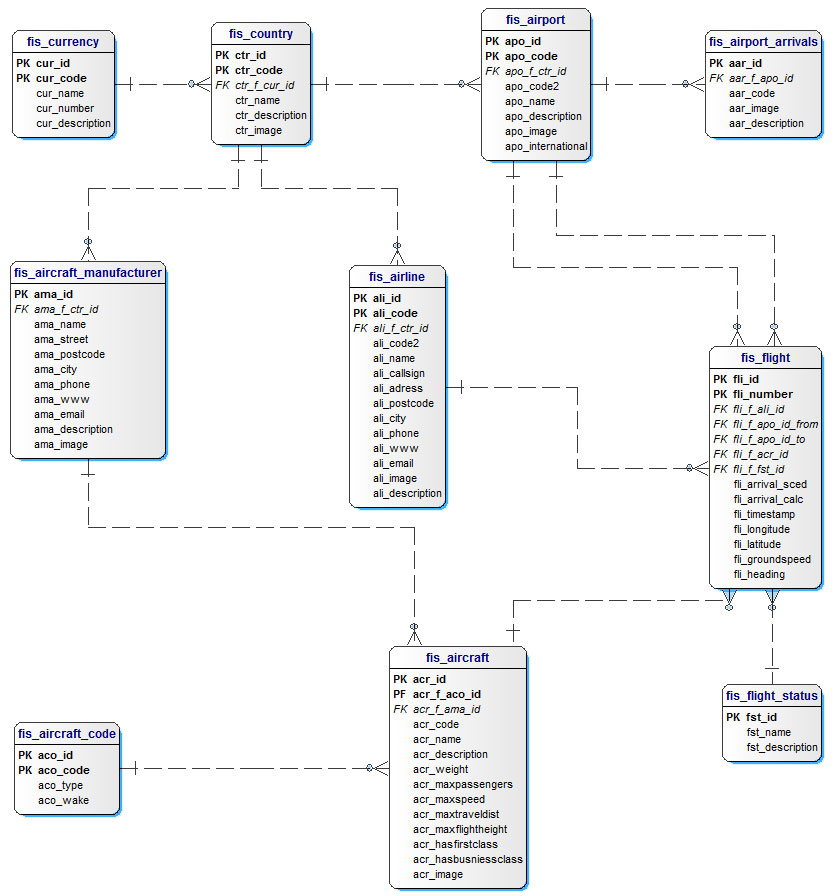 fis_currency
PK cur_id
PK cur_code
cur_name
cur_number
cur_description
fis_country
PK ctr_id
PK ctr_code
FK ctr_f_cur_id
ctr_name
ctr_description
ctr_image
fis_airport
PK apo_id
PK apo_code
FK apo_f_ctr_id
apo_code2
apo_name
apo_description
apo_image
apo_international
fis_airport_arrivals
PK aar_id
FK aar_f_apo_id
aar_code
aar_image
aar_description
fis_aircraft_manufacturer
PK ama_id
FK ama_f_ctr_id
ama_name
ama_street
ama_postcode
ama_city
ama_phone
ama_www
ama_email
ama_description
ama_image
fis_airline
PK ali_id
PK ali_code
FK ali_f_ctr_id
ali_code2
ali_name
ali_callsign
ali_adress
ali_postcode
ali_city
ali_phone
ali_www
ali_email
ali_image
ali_description
fis_flight
PK fli_id
PK fli_number
FK fli_f_ali_id
FK fli_f_apo_id_from
FK fli_f_apo_id_to
FK fli_f_acr_id
FK fli_f_fst_id
fli_arrival_sced
fli_arrival_calc
fli_timestamp
fli_longitude
fli_latitude
fli_groundspeed
fli_heading
fis_aircraft
PK acr_id
PF acr_f_aco_id
FK acr_f_ama_id
acr_code
acr_name
acr_description
acr_weight
acr_maxpassengers
acr_maxspeed
acr_maxtraveldist
acr_maxflightheight
acr_hasfirstclass
acr_hasbusniessclass
acr_image
fis_flight_status
PK fst_id
fst_name
fst_description
fis_aircraft_code
PK aco_id
PK aco_code
aco_type
aco_wake